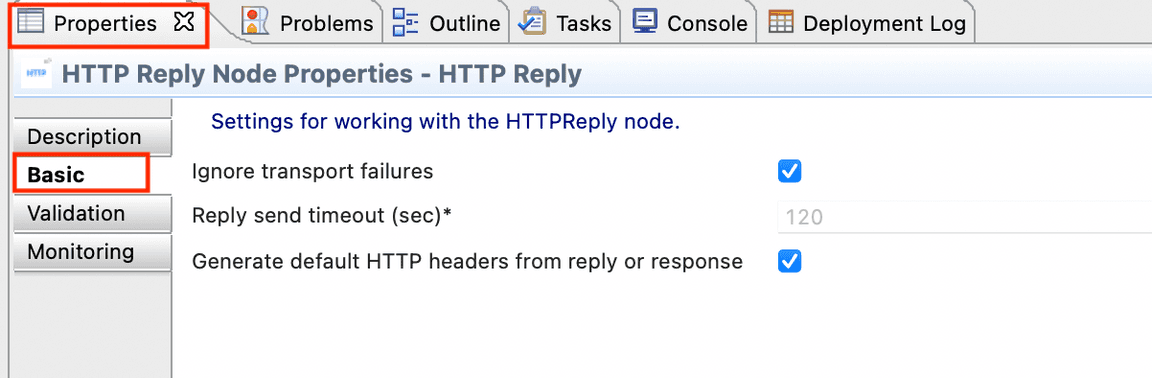 Properties Problems Outline Tasks Console Deployment Log
HTTP HTTP Reply Node Properties - HTTP Reply
Settings for working with the HTTPReply node.
Description
Basic
Validation
Monitoring
Ignore transport failures
Reply send timeout (sec)* 120
Generate default HTTP headers from reply or response